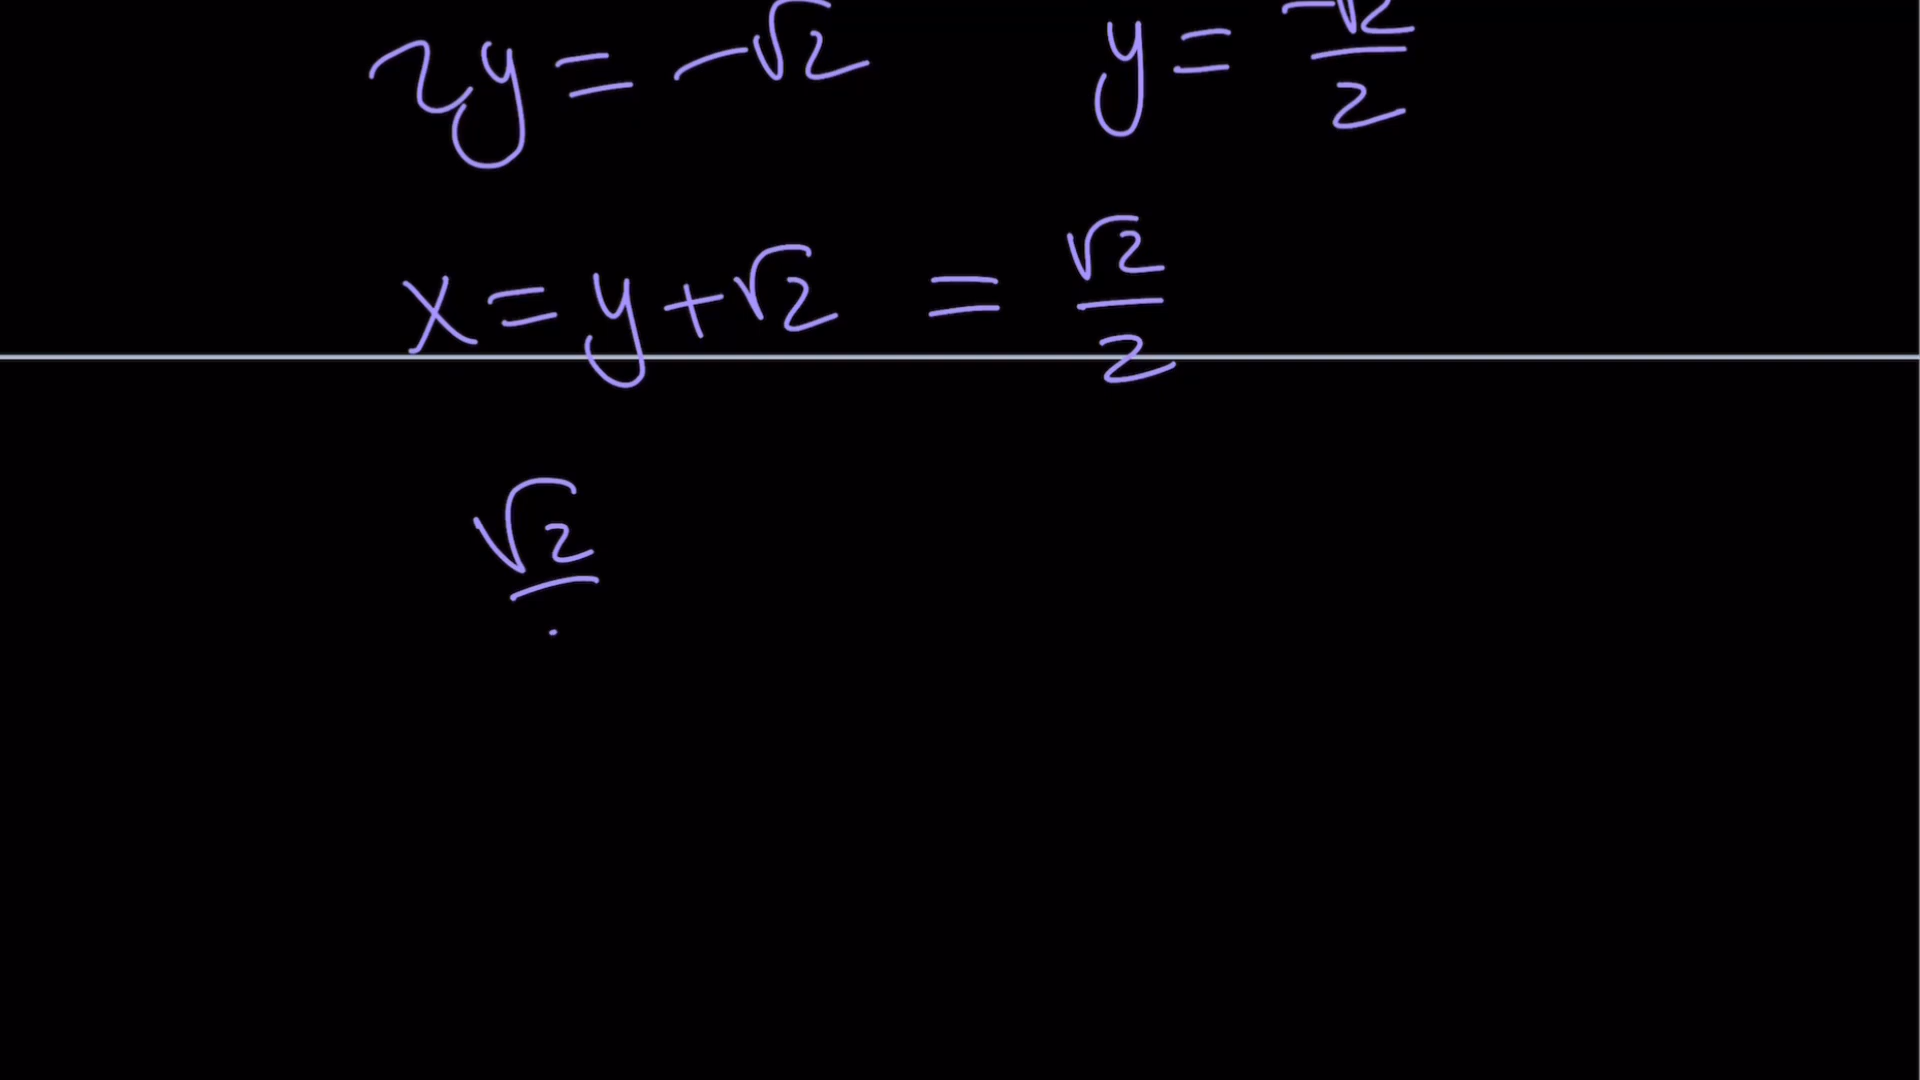 2y = -√2 y = -√2/2
x = y + √2 = √2/2
√2/